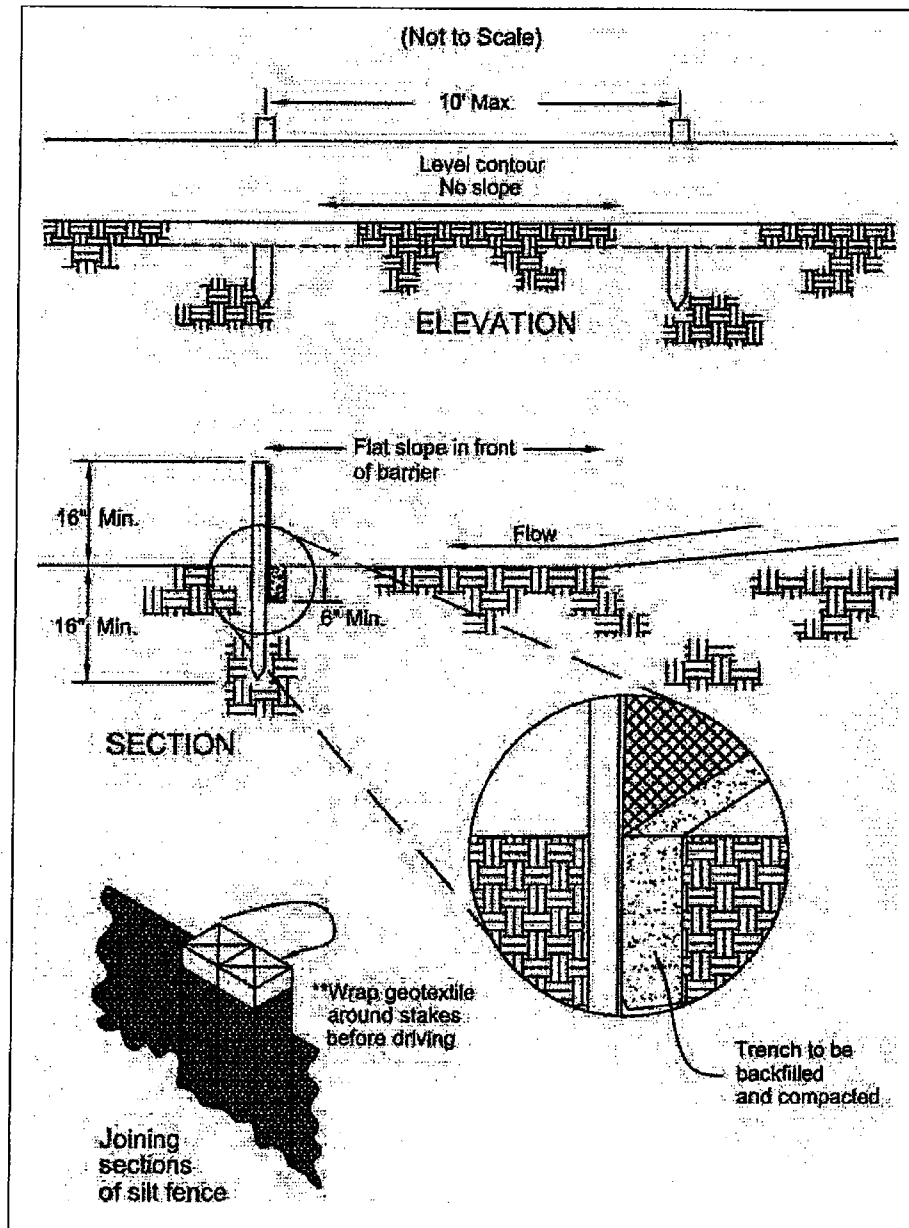 (Not to Scale)
10' Max.
Level contour
No slope
ELEVATION
Flat slope in front
of barrier
16" Min.
Flow
16" Min.
6" Min.
SECTION
**Wrap geotextile
around stakes
before driving
Trench to be
backfilled
and compacted
Joining
sections
of silt fence